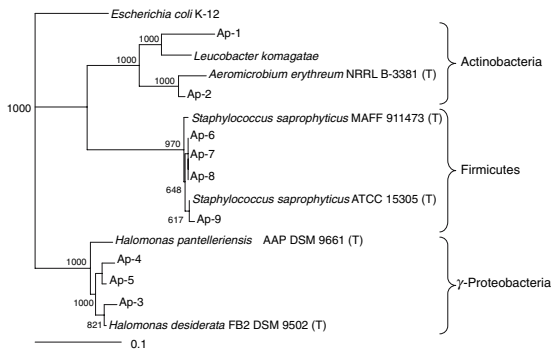 Escherichia coli K-12
Ap-1
1000
Leucobacter komagatae
Actinobacteria
1000
Aeromicrobium erythreum NRRL B-3381 (T)
1000
Ap-2
1000
Staphylococcus saprophyticus MAFF 911473 (T)
Ap-6
970
Ap-7
Ap-8
Firmicutes
648
Staphylococcus saprophyticus ATCC 15305 (T)
617
Ap-9
Halomonas pantelleriensis AAP DSM 9661 (T)
1000
Ap-4
Ap-5
γ-Proteobacteria
1000
Ap-3
821
Halomonas desiderata FB2 DSM 9502 (T)
0.1